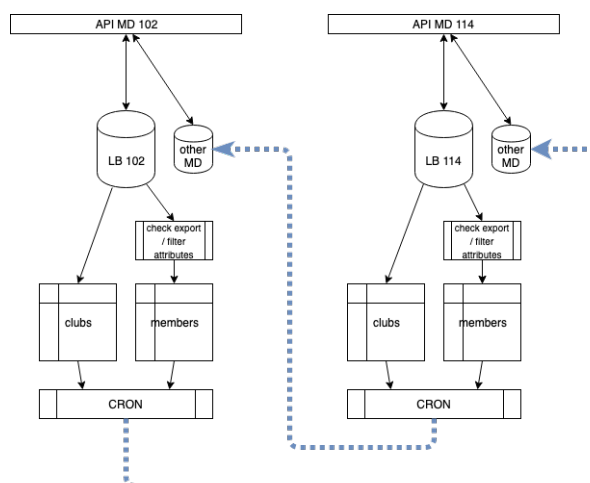 API MD 102
API MD 114
LB 102
other
MD
LB 114
other
MD
check export
/ filter
attributes
check export
/ filter
attributes
clubs
members
clubs
members
CRON
CRON